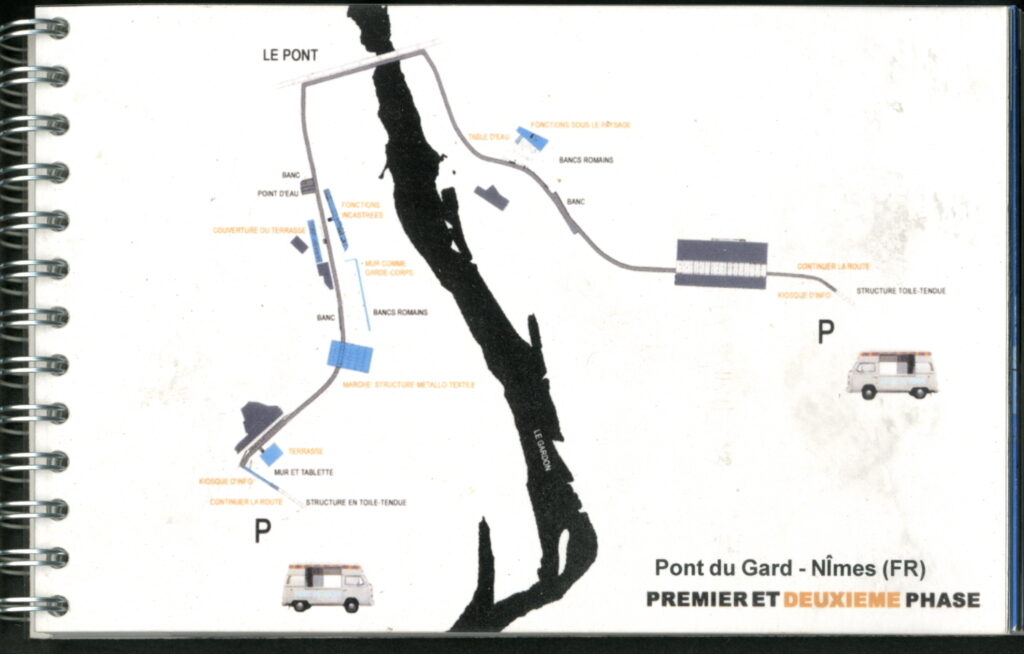 LE PONT
FONCTIONS SOUS LE PAYSAGE
TABLE D'EAU
BANCS ROMAINS
BANC
POINT D'EAU
BANC
FONCTIONS
INCASTREES
COUVERTURE DU TERRASSE
MUR COMME
GARDE-CORPS
CONTINUER LA ROUTE
KIOSQUE D'INFO
STRUCTURE TOILE-TENDUE
BANC
BANCS ROMAINS
P
MARCHE: STRUCTURE METALLO TEXTILE
LE GARDON
TERRASSE
MUR ET TABLETTE
KIOSQUE D'INFO
CONTINUER LA ROUTE
STRUCTURE EN TOILE-TENDUE
P
Pont du Gard - NÎmes (FR)
PREMIER ET DEUXIEME PHASE